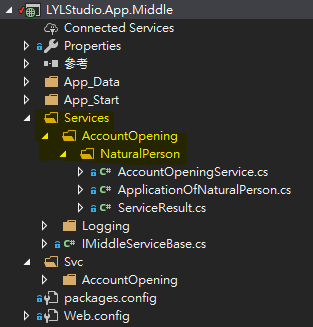 LYLStudio.App.Middle
Connected Services
Properties
參考
App_Data
App_Start
Services
AccountOpening
NaturalPerson
AccountOpeningService.cs
ApplicationOfNaturalPerson.cs
ServiceResult.cs
Logging
IMiddleServiceBase.cs
Svc
AccountOpening
packages.config
Web.config